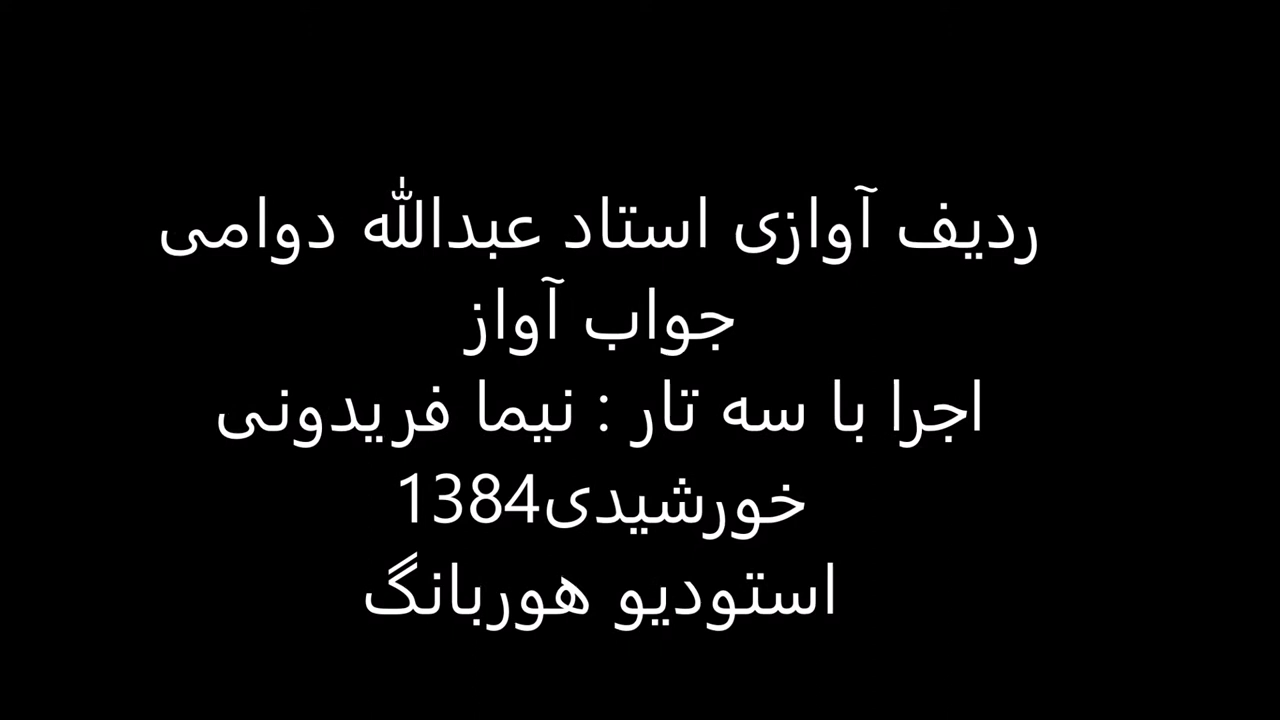 ردیف آوازی استاد عبدالله دوامی
جواب آواز
اجرا با سه تار : نیما فریدونی
خورشیدی1384
استودیو هوربانگ